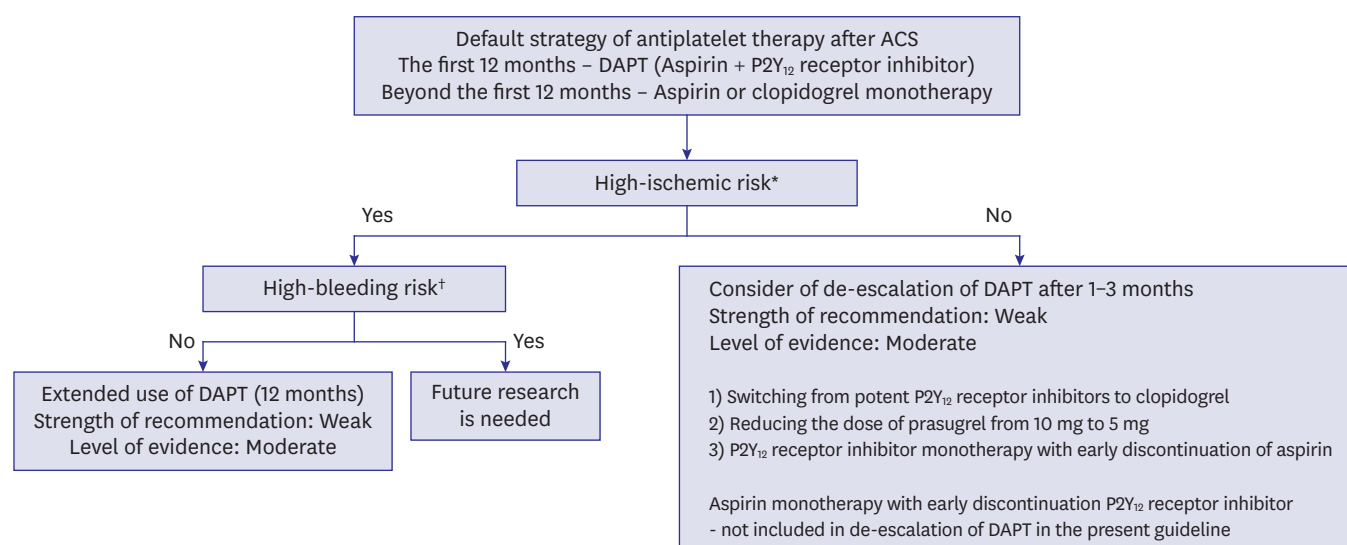 Default strategy of antiplatelet therapy after ACS
The first 12 months – DAPT (Aspirin + P2Y₁₂ receptor inhibitor)
Beyond the first 12 months – Aspirin or clopidogrel monotherapy
High-ischemic risk*
Yes
No
High-bleeding risk†
No
Yes
Extended use of DAPT (12 months)
Strength of recommendation: Weak
Level of evidence: Moderate
Future research
is needed
Consider of de-escalation of DAPT after 1–3 months
Strength of recommendation: Weak
Level of evidence: Moderate
1) Switching from potent P2Y₁₂ receptor inhibitors to clopidogrel
2) Reducing the dose of prasugrel from 10 mg to 5 mg
3) P2Y₁₂ receptor inhibitor monotherapy with early discontinuation of aspirin
Aspirin monotherapy with early discontinuation P2Y₁₂ receptor inhibitor
- not included in de-escalation of DAPT in the present guideline